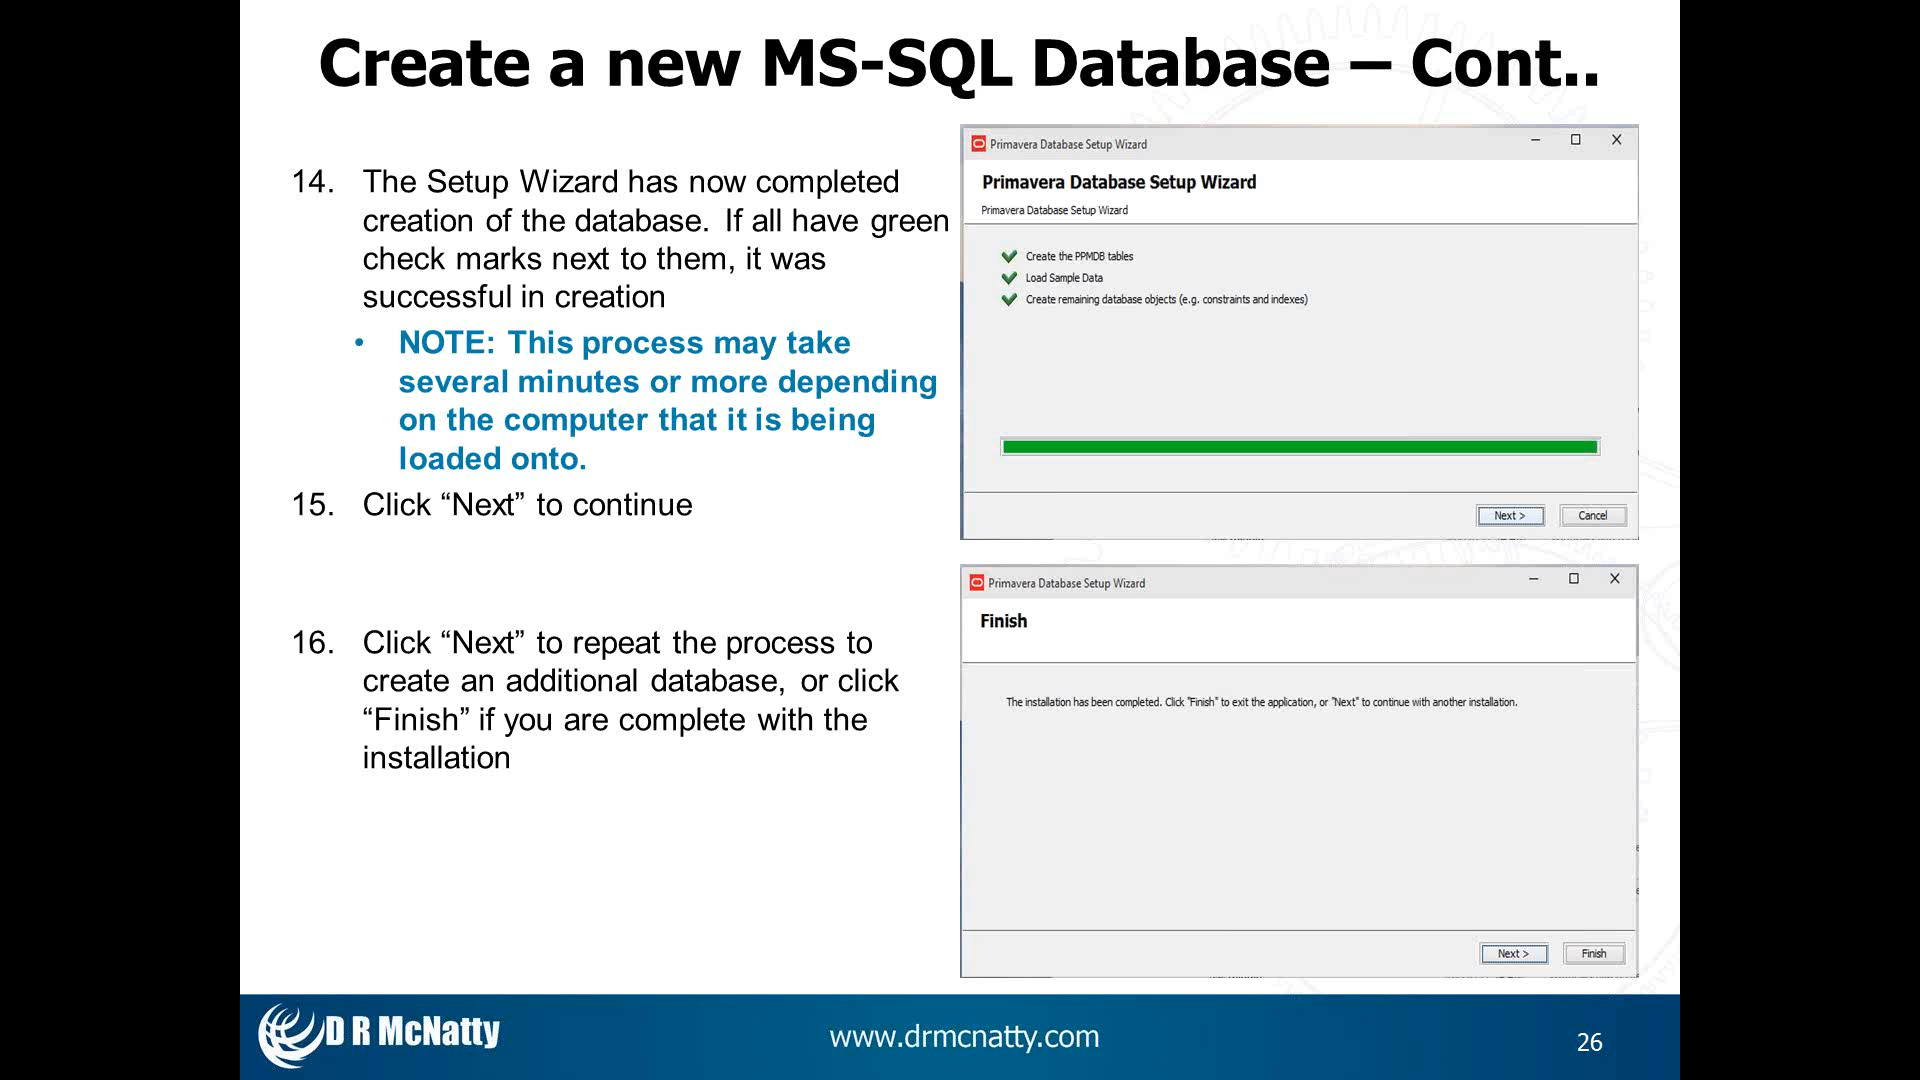 Create a new MS-SQL Database – Cont..
14. The Setup Wizard has now completed
creation of the database. If all have green
check marks next to them, it was
successful in creation
• NOTE: This process may take
several minutes or more depending
on the computer that it is being
loaded onto.
15. Click “Next” to continue
16. Click “Next” to repeat the process to
create an additional database, or click
“Finish” if you are complete with the
installation
Primavera Database Setup Wizard
Primavera Database Setup Wizard
Primavera Database Setup Wizard
Create the PPMDB tables
Load Sample Data
Create remaining database objects (e.g. constraints and indexes)
Next > Cancel
Primavera Database Setup Wizard
Finish
The installation has been completed. Click "Finish" to exit the application, or "Next" to continue with another installation.
Next > Finish
D R McNatty
www.drmcnatty.com
26